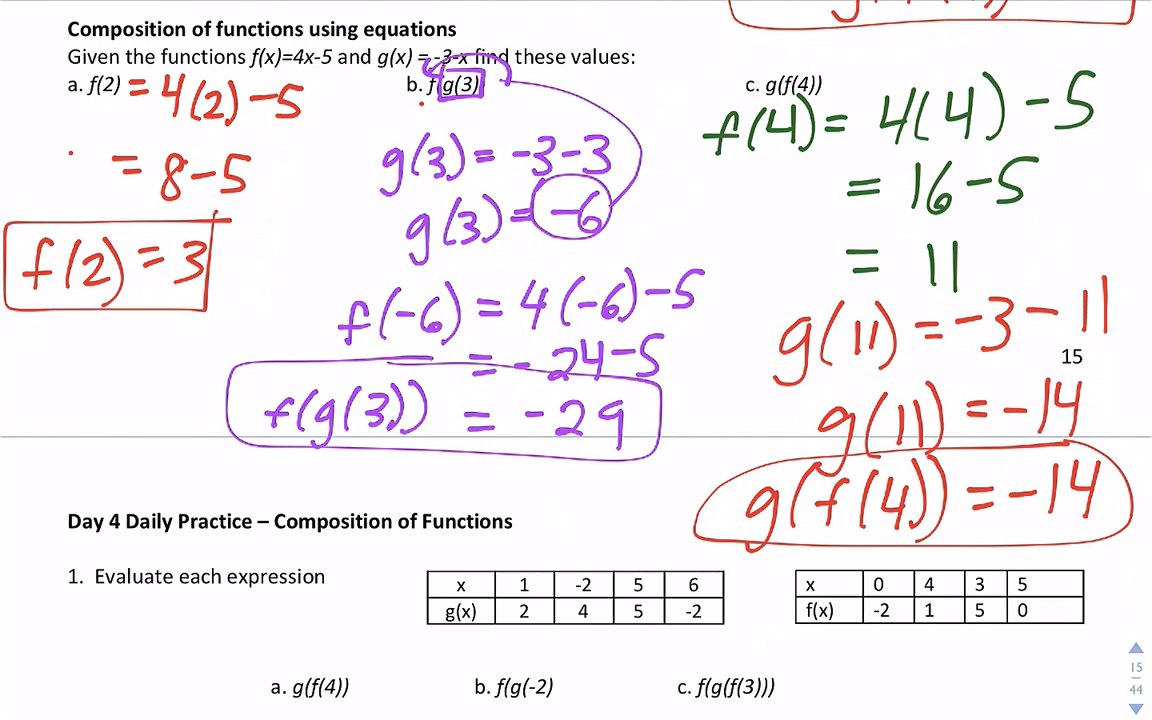 Composition of functions using equations
Given the functions f(x)=4x-5 and g(x) = -3-x find these values:
a. f(2) = 4(2) - 5
= 8 - 5
f(2) = 3
b. f(g(3)
g(3) = -3 - 3
g(3) = -6
f(-6) = 4(-6) - 5
= -24 - 5
f(g(3)) = -29
c. g(f(4))
f(4) = 4(4) - 5
= 16 - 5
= 11
g(11) = -3 - 11
15
g(11) = -14
g(f(4)) = -14
Day 4 Daily Practice – Composition of Functions
1. Evaluate each expression
x 1 -2 5 6
g(x) 2 4 5 -2
x 0 4 3 5
f(x) -2 1 5 0
a. g(f(4))
b. f(g(-2)
c. f(g(f(3)))
15
44